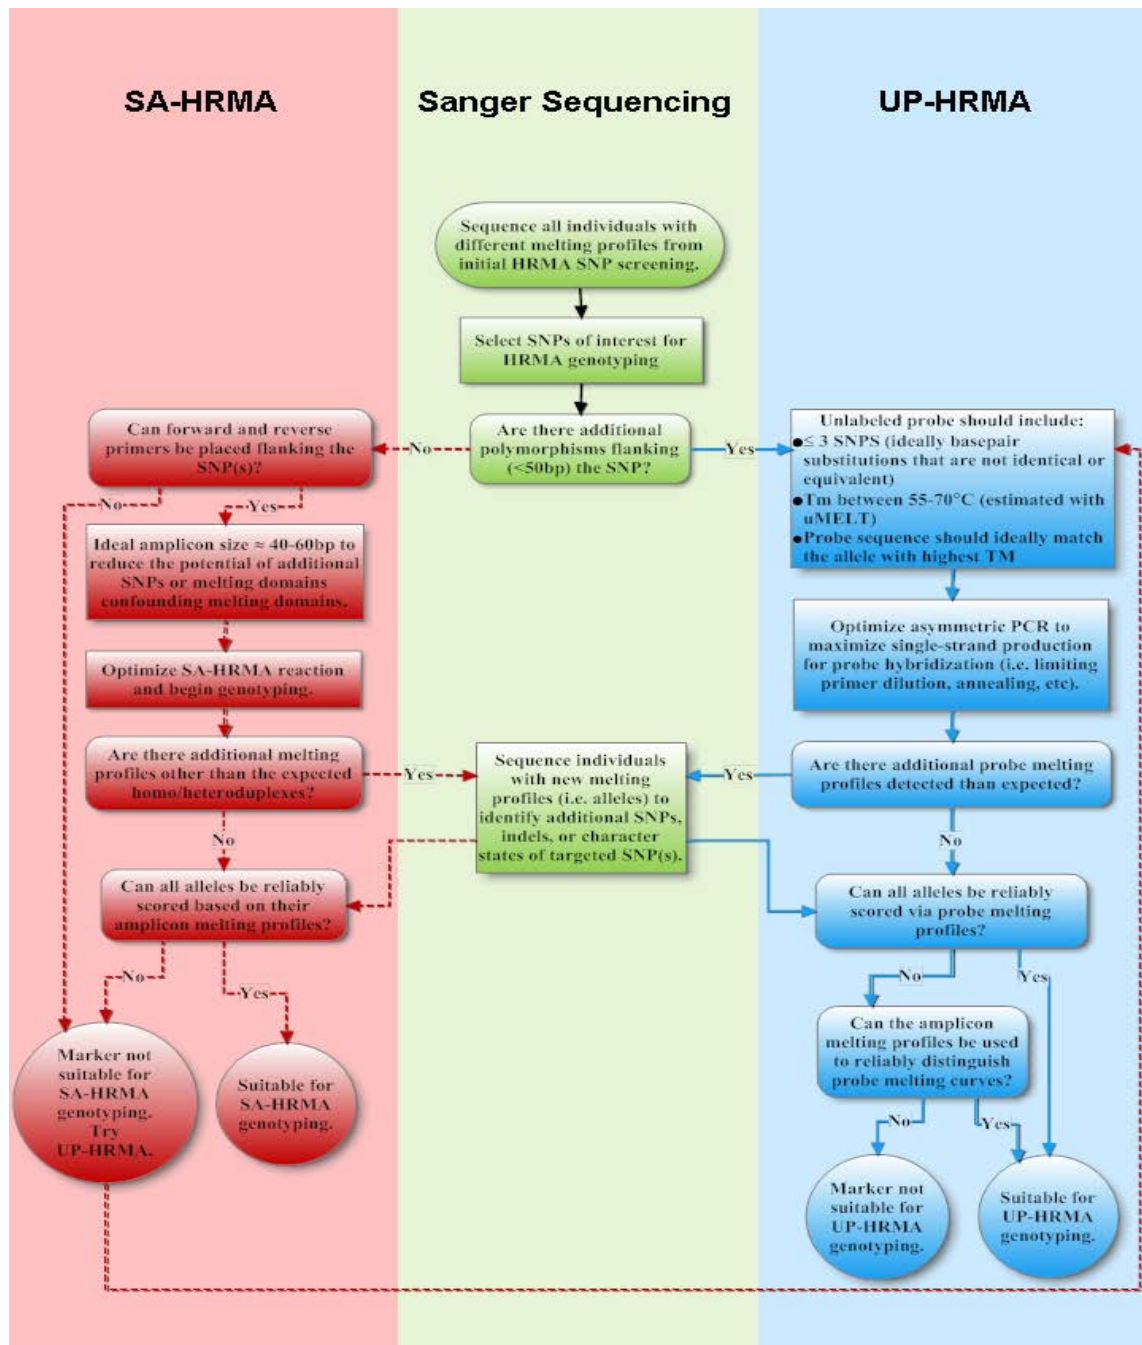 SA-HRMA
Sanger Sequencing
UP-HRMA
Sequence all individuals with
different melting profiles from
initial HRMA SNP screening.
Select SNPs of interest for
HRMA genotyping
Are there additional
polymorphisms flanking
(<50bp) the SNP?
No
Yes
Can forward and reverse
primers be placed flanking the
SNP(s)?
No
Yes
Ideal amplicon size ≈ 40-60bp to
reduce the potential of additional
SNPs or melting domains
confounding melting domains.
Optimize SA-HRMA reaction
and begin genotyping.
Are there additional melting
profiles other than the expected
homo/heteroduplexes?
Yes
No
Can all alleles be reliably
scored based on their
amplicon melting profiles?
No
Yes
Marker not
suitable for
SA-HRMA
genotyping.
Try
UP-HRMA.
Suitable for
SA-HRMA
genotyping.
Sequence individuals
with new melting
profiles (i.e. alleles) to
identify additional SNPs,
indels, or character
states of targeted SNP(s).
Unlabeled probe should include:
●≤ 3 SNPS (ideally basepair
substitutions that are not identical or
equivalent)
●Tm between 55-70°C (estimated with
uMELT)
●Probe sequence should ideally match
the allele with highest TM
Optimize asymmetric PCR to
maximize single-strand production
for probe hybridization (i.e. limiting
primer dilution, annealing, etc).
Are there additional probe melting
profiles detected than expected?
Yes
No
Can all alleles be reliably
scored via probe melting
profiles?
No
Yes
Can the amplicon
melting profiles be used
to reliably distinguish
probe melting curves?
No
Yes
Marker not
suitable for
UP-HRMA
genotyping.
Suitable for
UP-HRMA
genotyping.